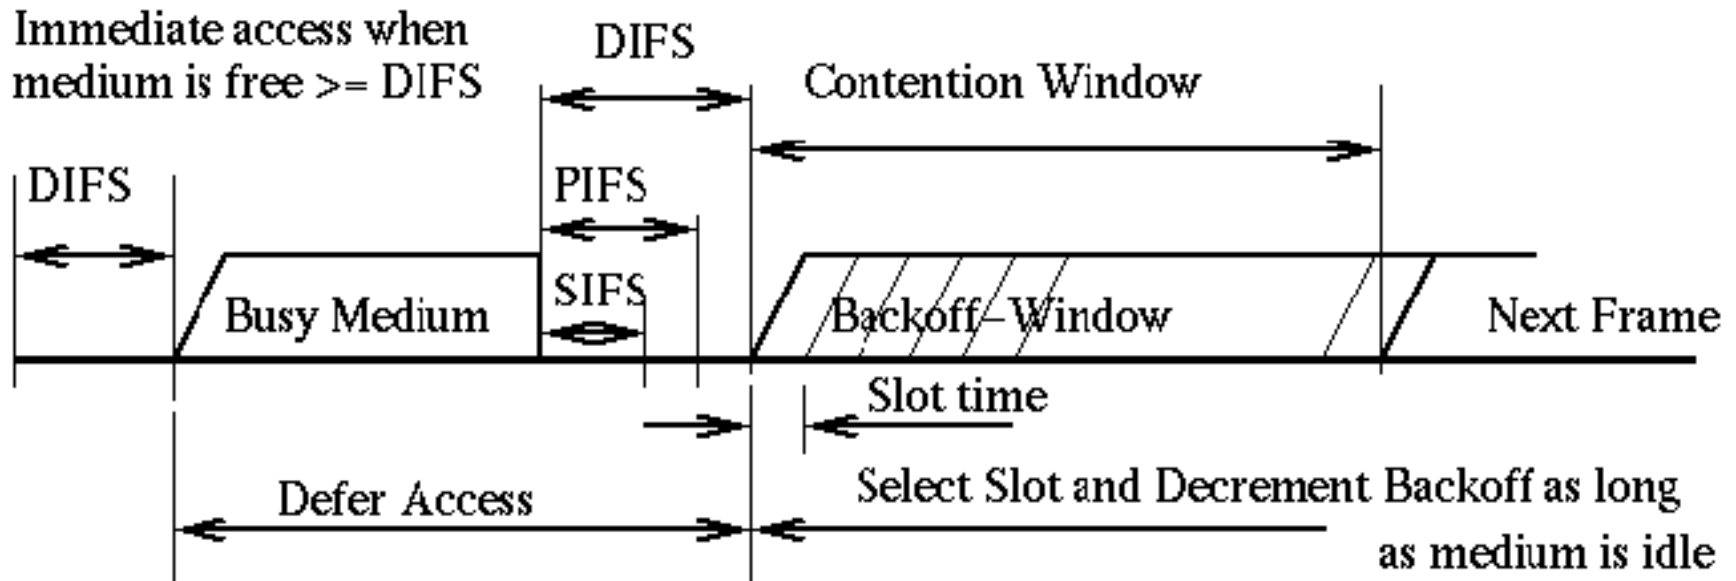 Immediate access when
medium is free >= DIFS
DIFS
Contention Window
DIFS
PIFS
SIFS
Busy Medium
Backoff-Window
Next Frame
Slot time
Defer Access
Select Slot and Decrement Backoff as long
as medium is idle